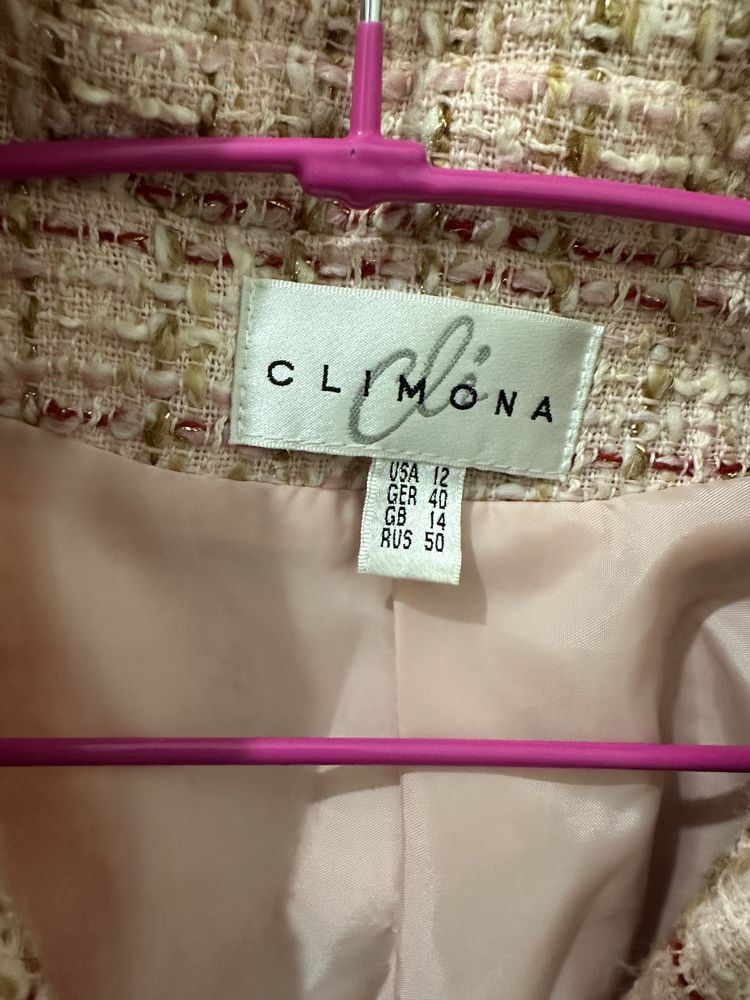 Cli
CLIMONA
USA 12
GER 40
GB 14
RUS 50